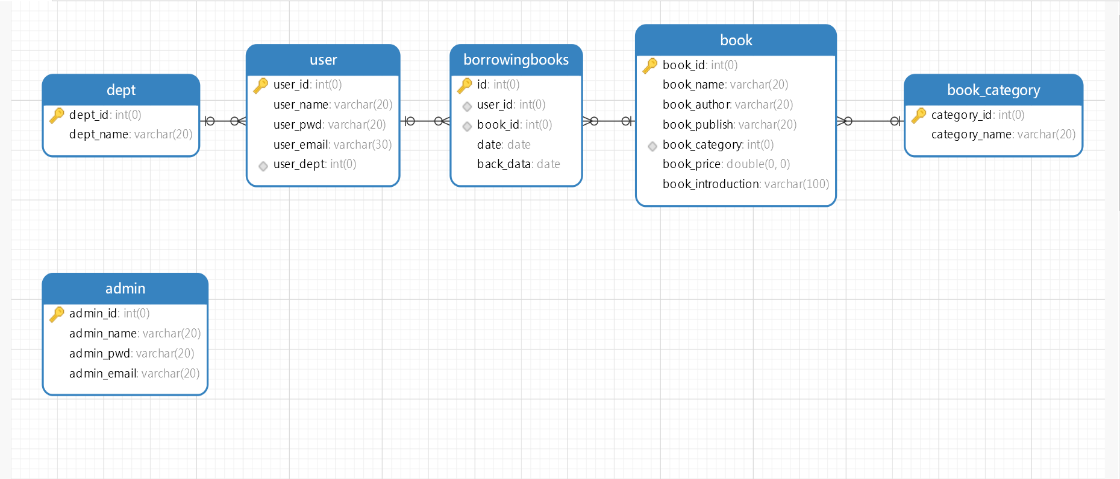 dept
dept_id: int(0)
dept_name: varchar(20)
user
user_id: int(0)
user_name: varchar(20)
user_pwd: varchar(20)
user_email: varchar(30)
user_dept: int(0)
borrowingbooks
id: int(0)
user_id: int(0)
book_id: int(0)
date: date
back_data: date
book
book_id: int(0)
book_name: varchar(20)
book_author: varchar(20)
book_publish: varchar(20)
book_category: int(0)
book_price: double(0, 0)
book_introduction: varchar(100)
book_category
category_id: int(0)
category_name: varchar(20)
admin
admin_id: int(0)
admin_name: varchar(20)
admin_pwd: varchar(20)
admin_email: varchar(20)